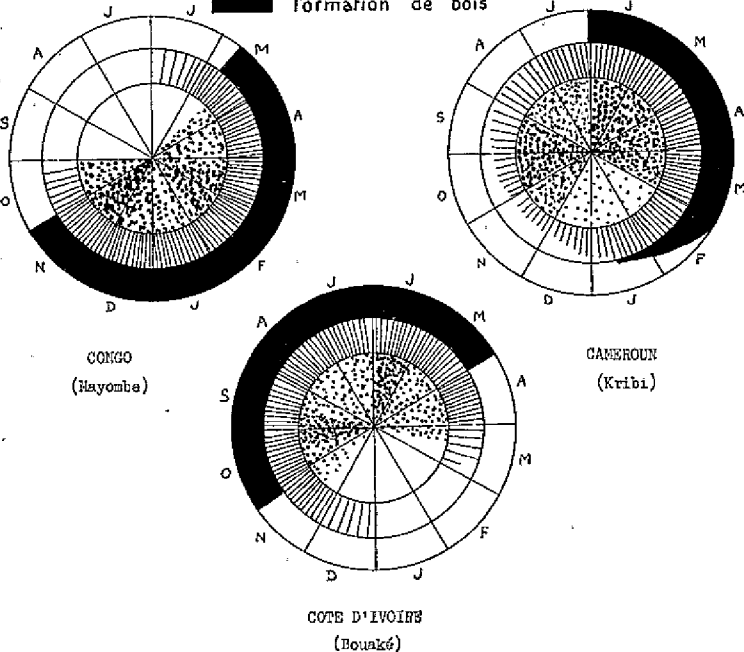 formation de bois
J J M A M F J D N O S A
J J M A M F J D N O S A
CONGO
(Mayombe)
CAMEROUN
(Kribi)
J J M A M F J D N O S A
COTE D'IVOIRE
(Bouaké)